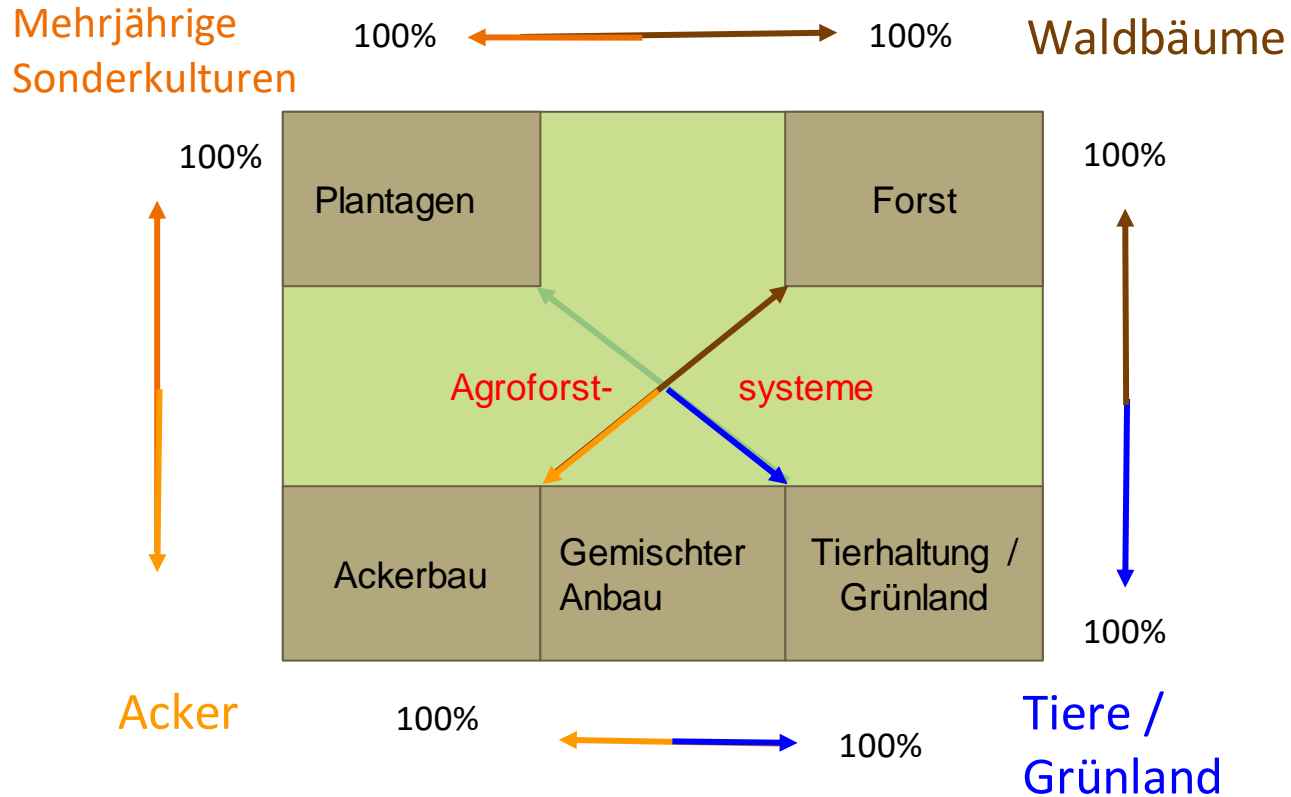 Mehrjährige
Sonderkulturen
100%
100%
Waldbäume
100%
100%
Plantagen
Forst
Agroforst-
systeme
Ackerbau
Gemischter
Anbau
Tierhaltung /
Grünland
100%
Acker
100%
100%
Tiere /
Grünland